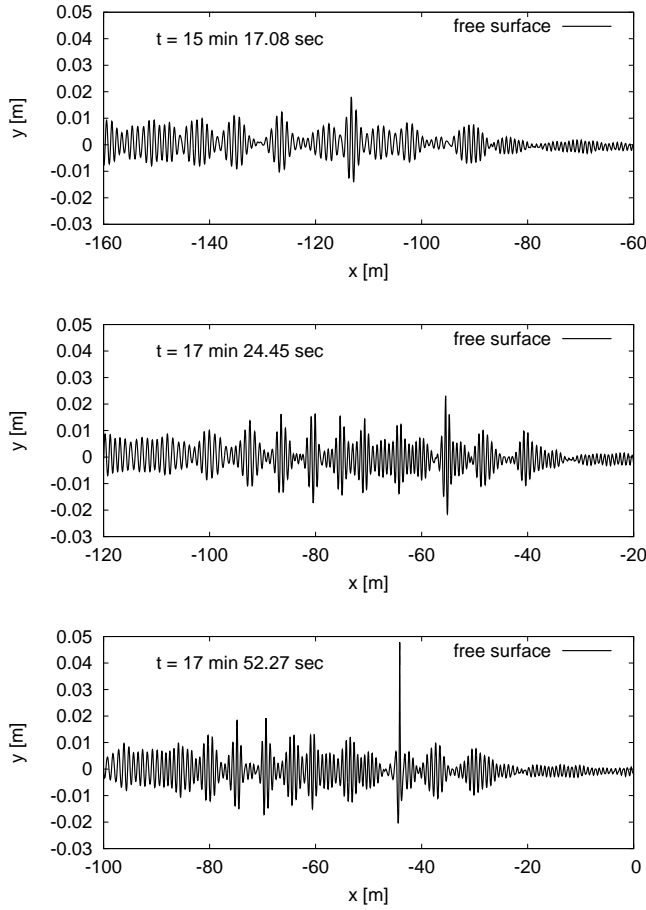 0.05
0.04
0.03
0.02
0.01
0
-0.01
-0.02
-0.03
y [m]
t = 15 min 17.08 sec
free surface
-160 -140 -120 -100 -80 -60
x [m]
0.05
0.04
0.03
0.02
0.01
0
-0.01
-0.02
-0.03
y [m]
t = 17 min 24.45 sec
free surface
-120 -100 -80 -60 -40 -20
x [m]
0.05
0.04
0.03
0.02
0.01
0
-0.01
-0.02
-0.03
y [m]
t = 17 min 52.27 sec
free surface
-100 -80 -60 -40 -20 0
x [m]